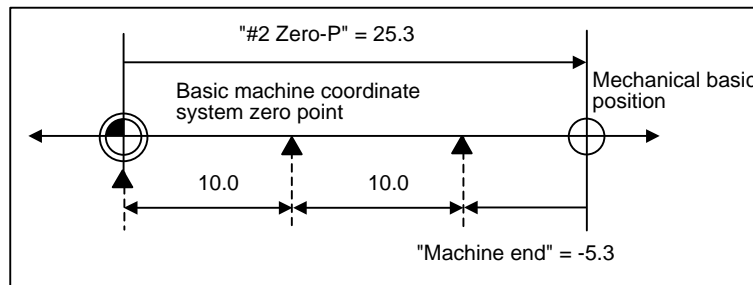 "#2 Zero-P" = 25.3
Basic machine coordinate
system zero point
Mechanical basic
position
10.0
10.0
"Machine end" = -5.3